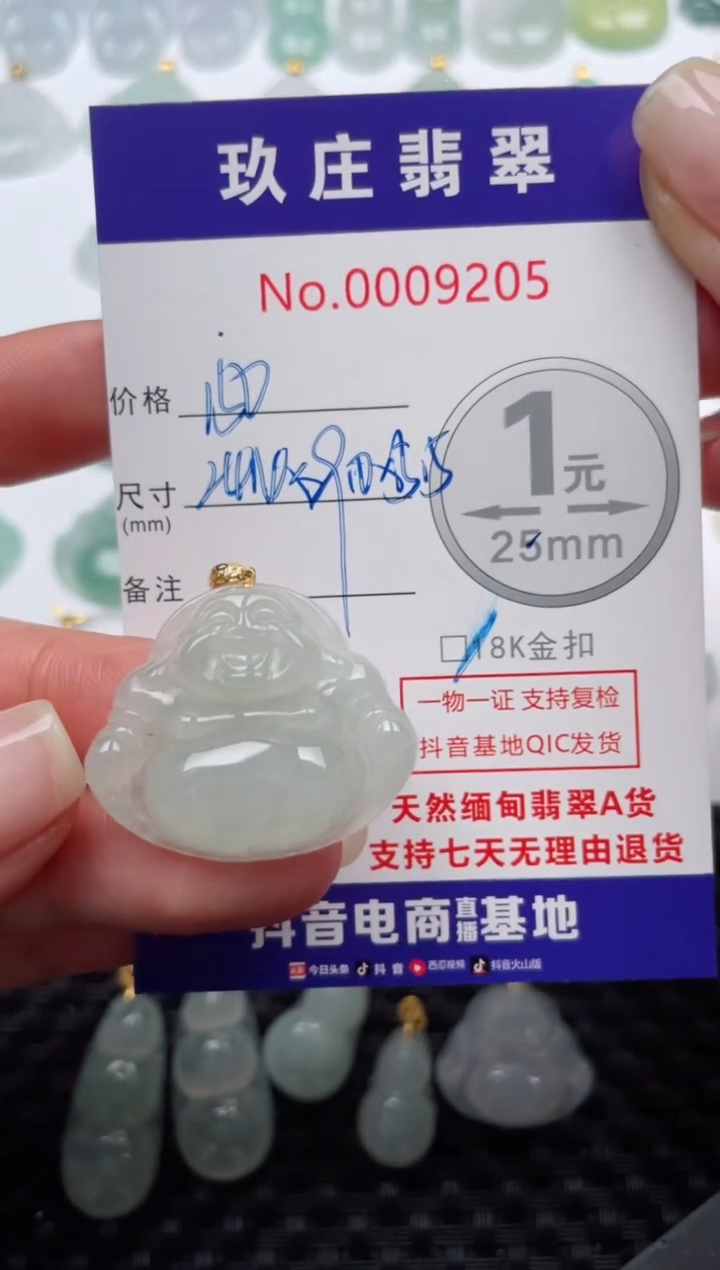 玖庄翡翠
No.0009205
价格
尺寸
(mm)
备注
1元
25mm
18K金扣
一物一证 支持复检
抖音基地QIC发货
天然缅甸翡翠A货
支持七天无理由退货
抖音电商直播基地
今日头条 抖音 西瓜视频 抖音火山版